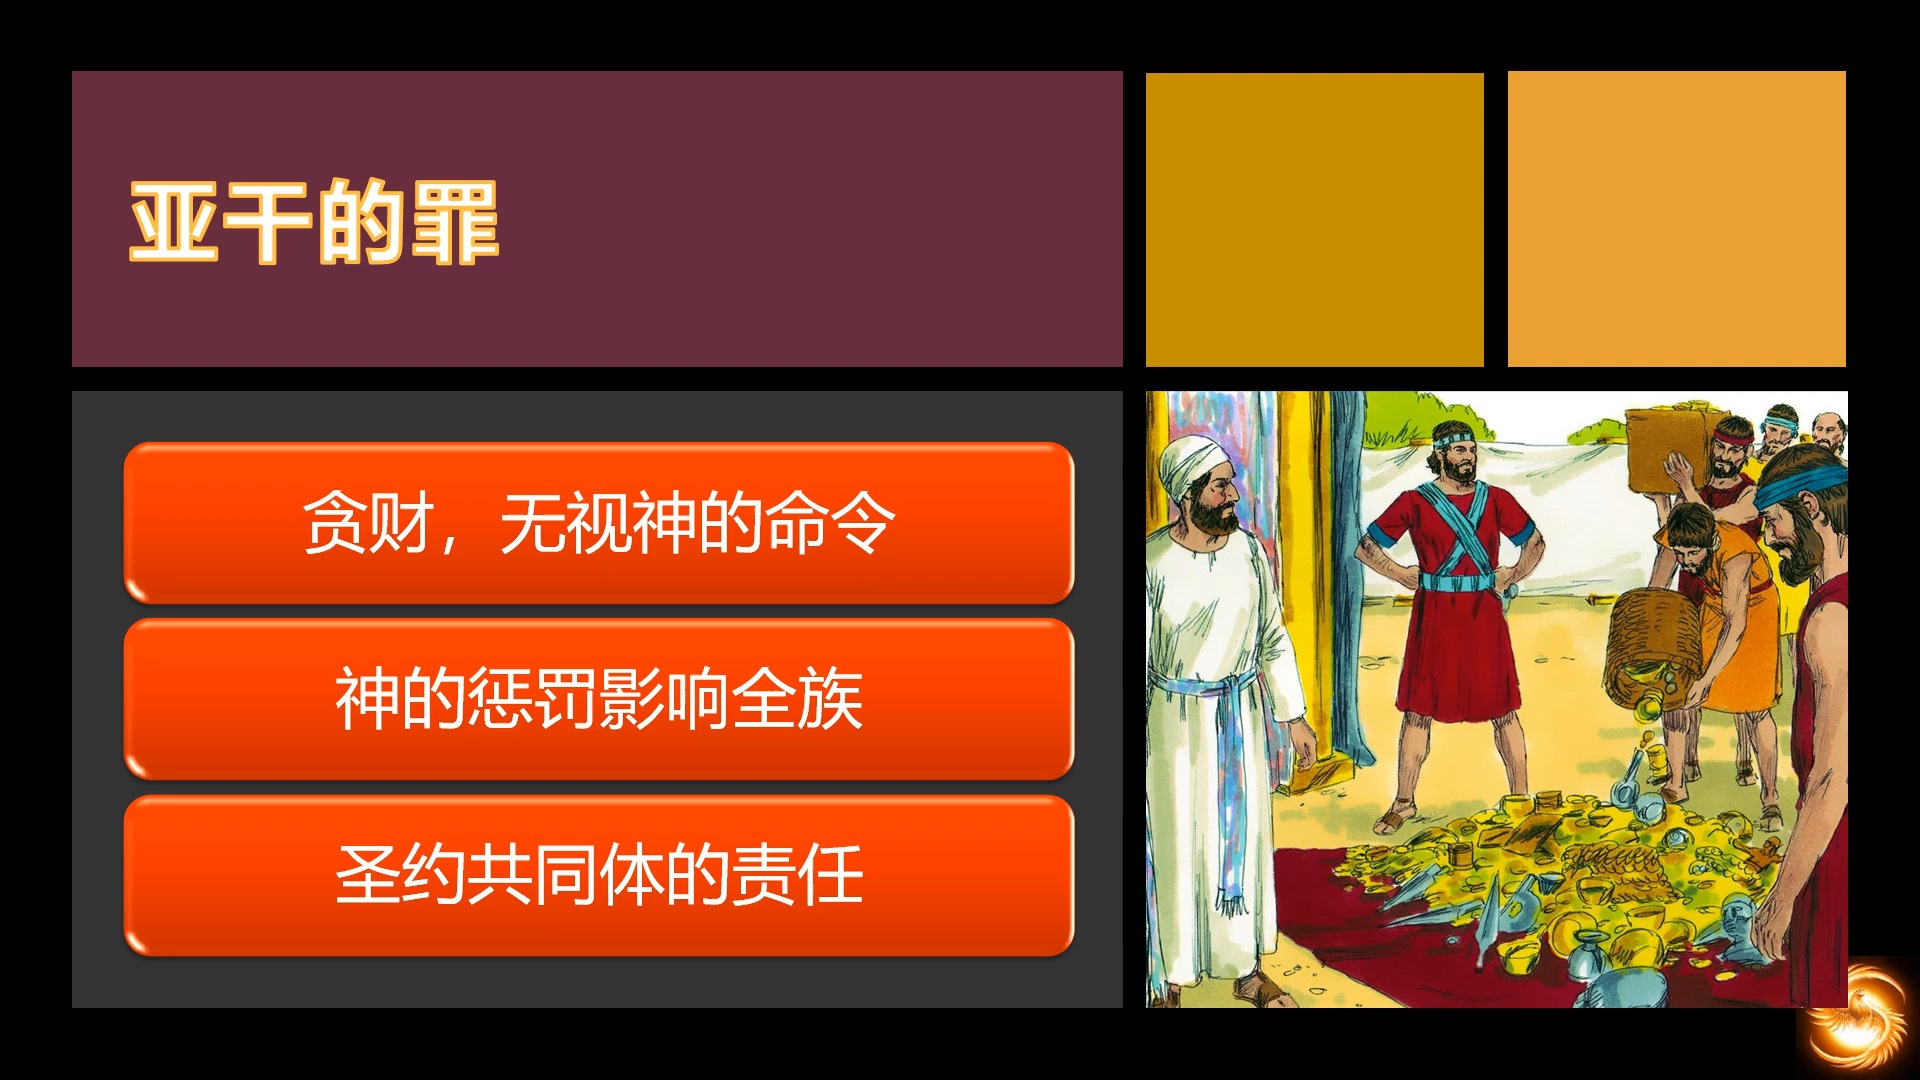 亚干的罪
贪财，无视神的命令
神的惩罚影响全族
圣约共同体的责任